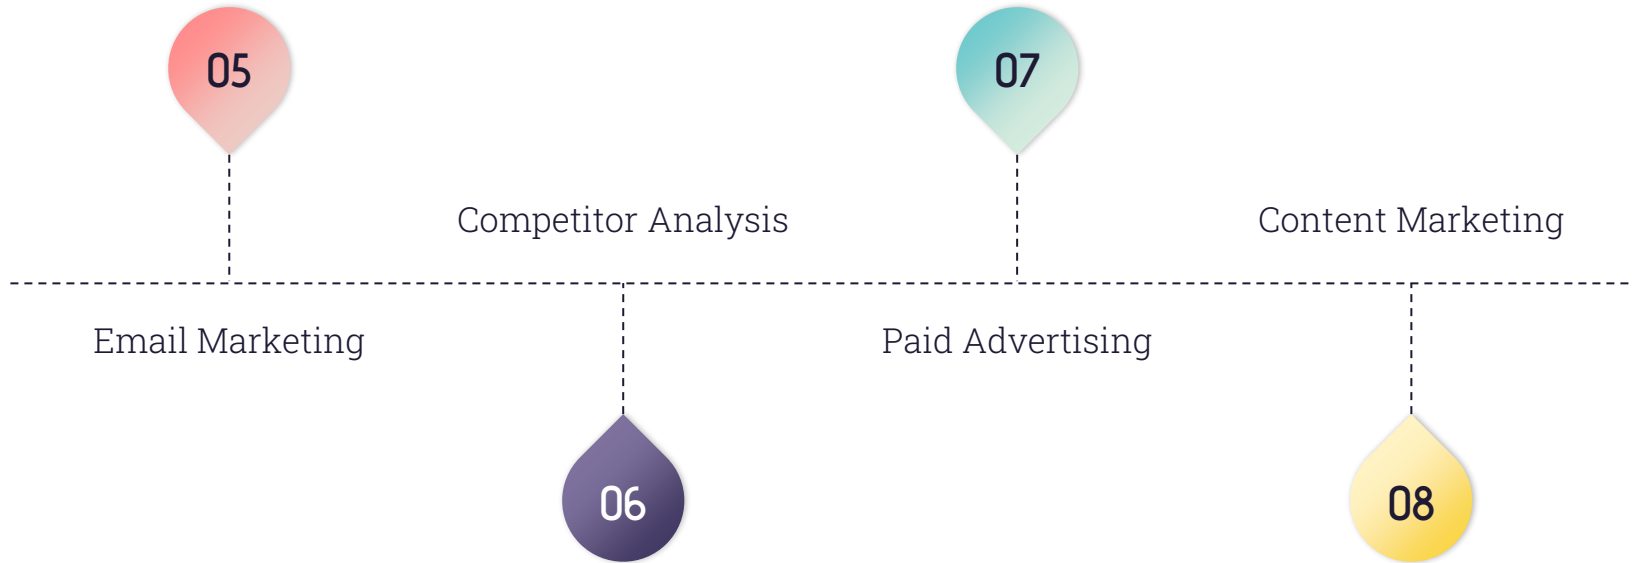 05
Email Marketing
Competitor Analysis
06
07
Paid Advertising
Content Marketing
08